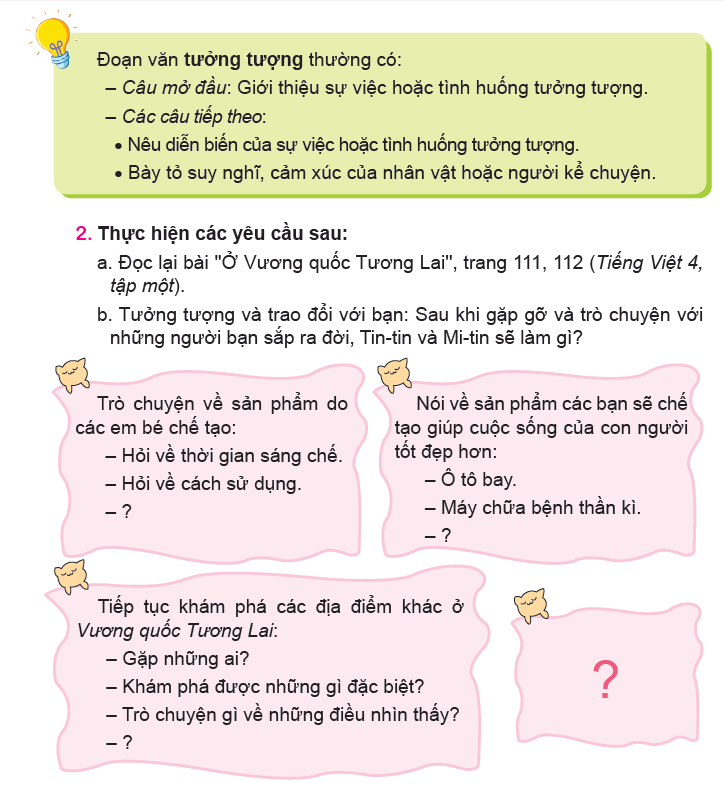 Đoạn văn tưởng tượng thường có:
– Câu mở đầu: Giới thiệu sự việc hoặc tình huống tưởng tượng.
– Các câu tiếp theo:
• Nêu diễn biến của sự việc hoặc tình huống tưởng tượng.
• Bày tỏ suy nghĩ, cảm xúc của nhân vật hoặc người kể chuyện.
2. Thực hiện các yêu cầu sau:
a. Đọc lại bài "Ở Vương quốc Tương Lai", trang 111, 112 (Tiếng Việt 4,
tập một).
b. Tưởng tượng và trao đổi với bạn: Sau khi gặp gỡ và trò chuyện với
những người bạn sắp ra đời, Tin-tin và Mi-tin sẽ làm gì?
Trò chuyện về sản phẩm do
các em bé chế tạo:
– Hỏi về thời gian sáng chế.
– Hỏi về cách sử dụng.
– ?
Nói về sản phẩm các bạn sẽ chế
tạo giúp cuộc sống của con người
tốt đẹp hơn:
– Ô tô bay.
– Máy chữa bệnh thần kì.
– ?
Tiếp tục khám phá các địa điểm khác ở
Vương quốc Tương Lai:
– Gặp những ai?
– Khám phá được những gì đặc biệt?
– Trò chuyện gì về những điều nhìn thấy?
– ?
?